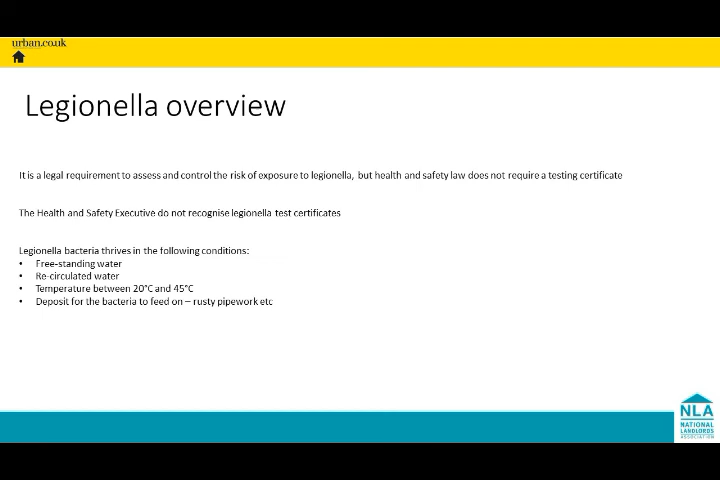 urban.co.uk
Legionella overview
It is a legal requirement to assess and control the risk of exposure to legionella, but health and safety law does not require a testing certificate
The Health and Safety Executive do not recognise legionella test certificates
Legionella bacteria thrives in the following conditions:
• Free-standing water
• Re-circulated water
• Temperature between 20°C and 45°C
• Deposit for the bacteria to feed on – rusty pipework etc
NLA
NATIONAL
LANDLORDS
ASSOCIATION